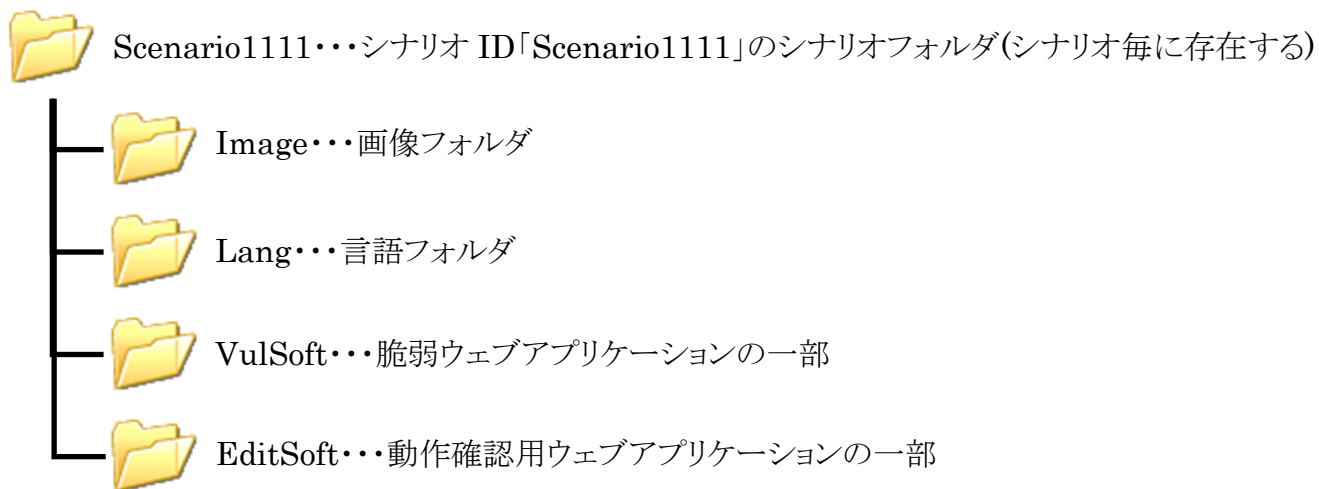 Scenario1111・・・シナリオ ID「Scenario1111」のシナリオフォルダ(シナリオ毎に存在する)
Image・・・画像フォルダ
Lang・・・言語フォルダ
VulSoft・・・脆弱ウェブアプリケーションの一部
EditSoft・・・動作確認用ウェブアプリケーションの一部